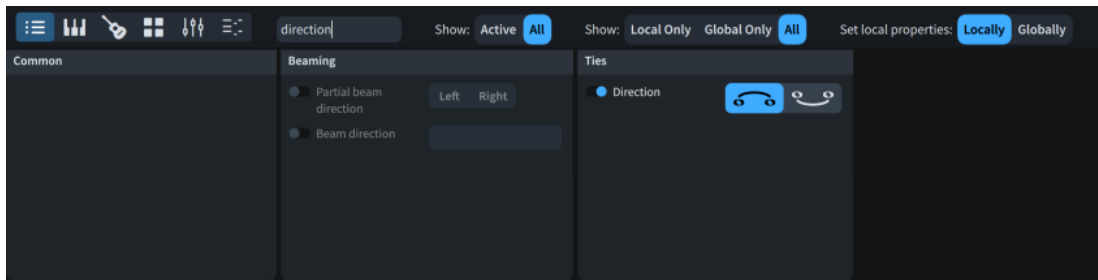 direction Show: Active All Show: Local Only Global Only All Set local properties: Locally Globally
Common
Beaming
Partial beam
direction
Left Right
Beam direction
Ties
Direction